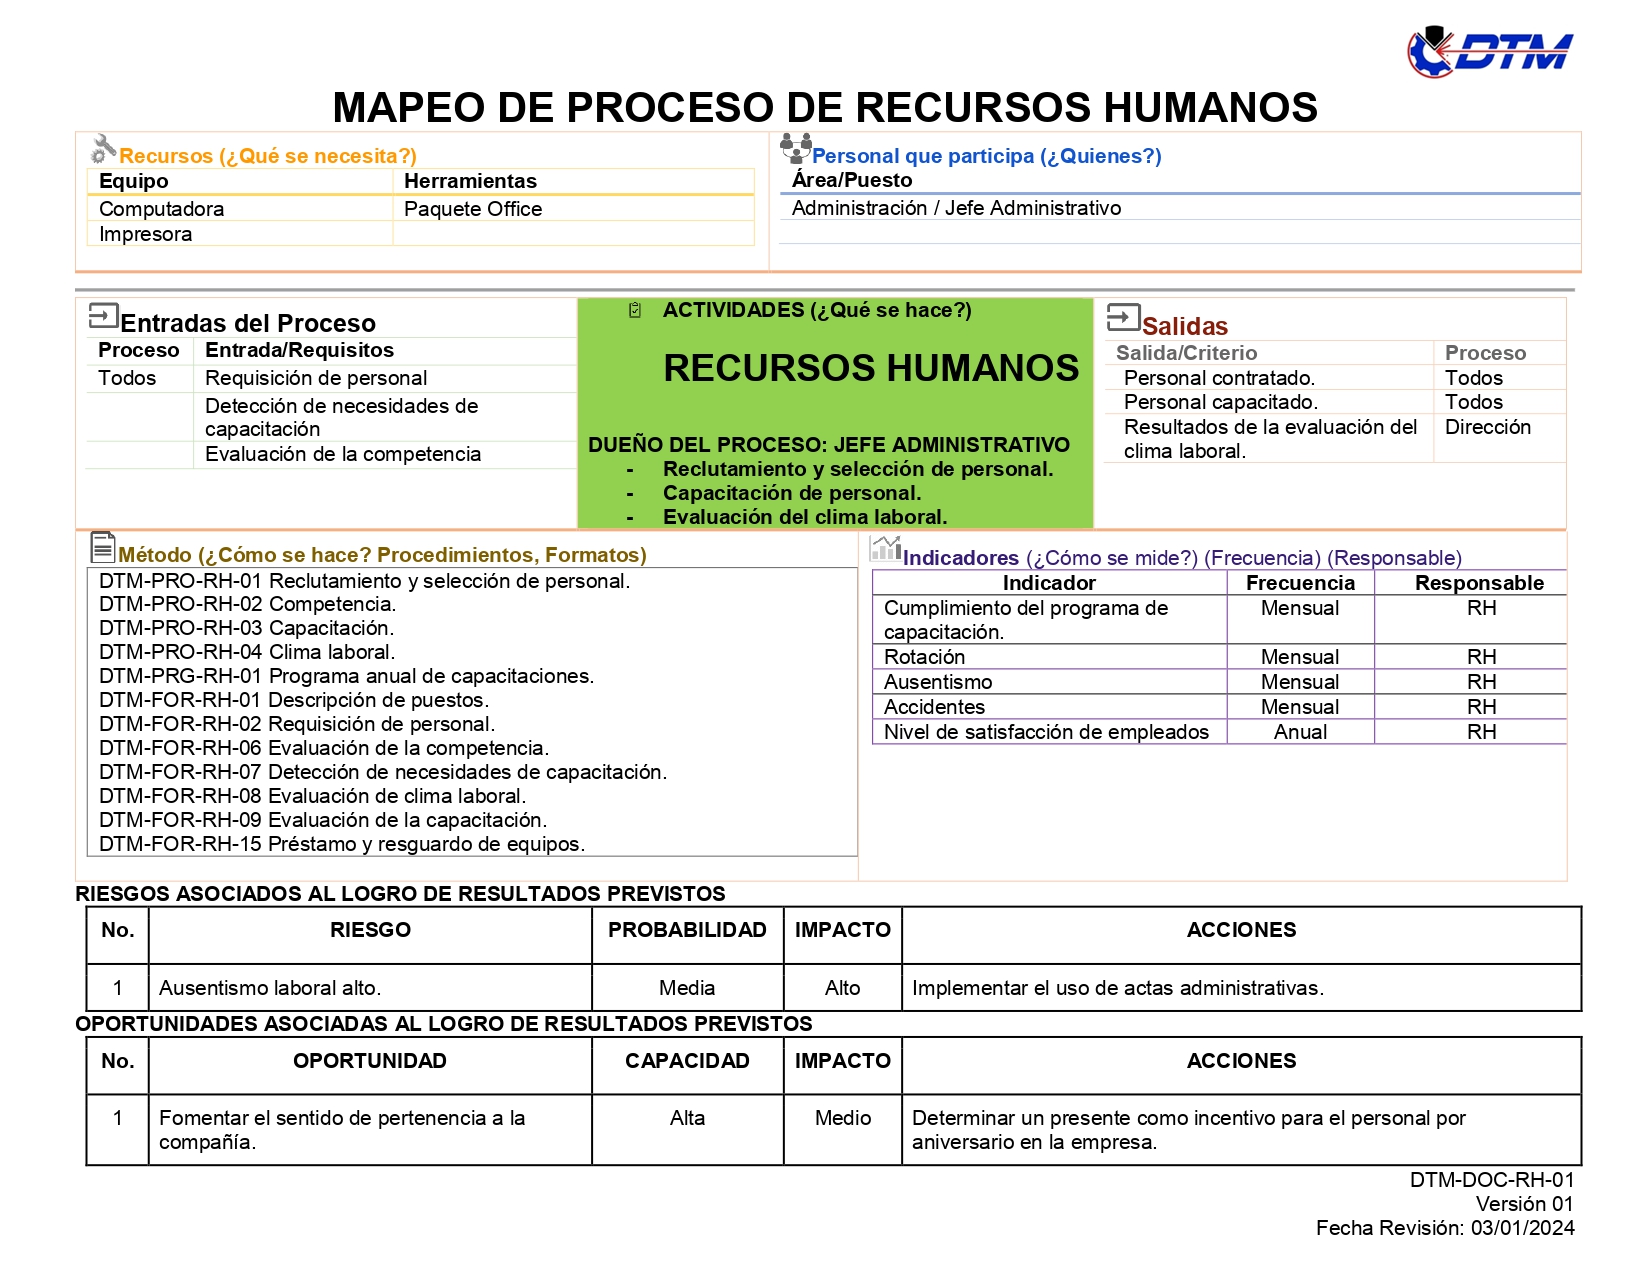 DTM
MAPEO DE PROCESO DE RECURSOS HUMANOS
Recursos (¿Qué se necesita?)
Equipo Herramientas
Computadora Paquete Office
Impresora
Personal que participa (¿Quienes?)
Área/Puesto
Administración / Jefe Administrativo
Entradas del Proceso
Proceso Entrada/Requisitos
Todos Requisición de personal
Detección de necesidades de
capacitación
Evaluación de la competencia
ACTIVIDADES (¿Qué se hace?)
RECURSOS HUMANOS
DUEÑO DEL PROCESO: JEFE ADMINISTRATIVO
- Reclutamiento y selección de personal.
- Capacitación de personal.
- Evaluación del clima laboral.
Salidas
Salida/Criterio Proceso
Personal contratado. Todos
Personal capacitado. Todos
Resultados de la evaluación del Dirección
clima laboral.
Método (¿Cómo se hace? Procedimientos, Formatos)
DTM-PRO-RH-01 Reclutamiento y selección de personal.
DTM-PRO-RH-02 Competencia.
DTM-PRO-RH-03 Capacitación.
DTM-PRO-RH-04 Clima laboral.
DTM-PRG-RH-01 Programa anual de capacitaciones.
DTM-FOR-RH-01 Descripción de puestos.
DTM-FOR-RH-02 Requisición de personal.
DTM-FOR-RH-06 Evaluación de la competencia.
DTM-FOR-RH-07 Detección de necesidades de capacitación.
DTM-FOR-RH-08 Evaluación de clima laboral.
DTM-FOR-RH-09 Evaluación de la capacitación.
DTM-FOR-RH-15 Préstamo y resguardo de equipos.
Indicadores (¿Cómo se mide?) (Frecuencia) (Responsable)
Indicador Frecuencia Responsable
Cumplimiento del programa de Mensual RH
capacitación.
Rotación Mensual RH
Ausentismo Mensual RH
Accidentes Mensual RH
Nivel de satisfacción de empleados Anual RH
RIESGOS ASOCIADOS AL LOGRO DE RESULTADOS PREVISTOS
No. RIESGO PROBABILIDAD IMPACTO ACCIONES
1 Ausentismo laboral alto. Media Alto Implementar el uso de actas administrativas.
OPORTUNIDADES ASOCIADAS AL LOGRO DE RESULTADOS PREVISTOS
No. OPORTUNIDAD CAPACIDAD IMPACTO ACCIONES
1 Fomentar el sentido de pertenencia a la Alta Medio Determinar un presente como incentivo para el personal por
compañía. aniversario en la empresa.
DTM-DOC-RH-01
Versión 01
Fecha Revisión: 03/01/2024